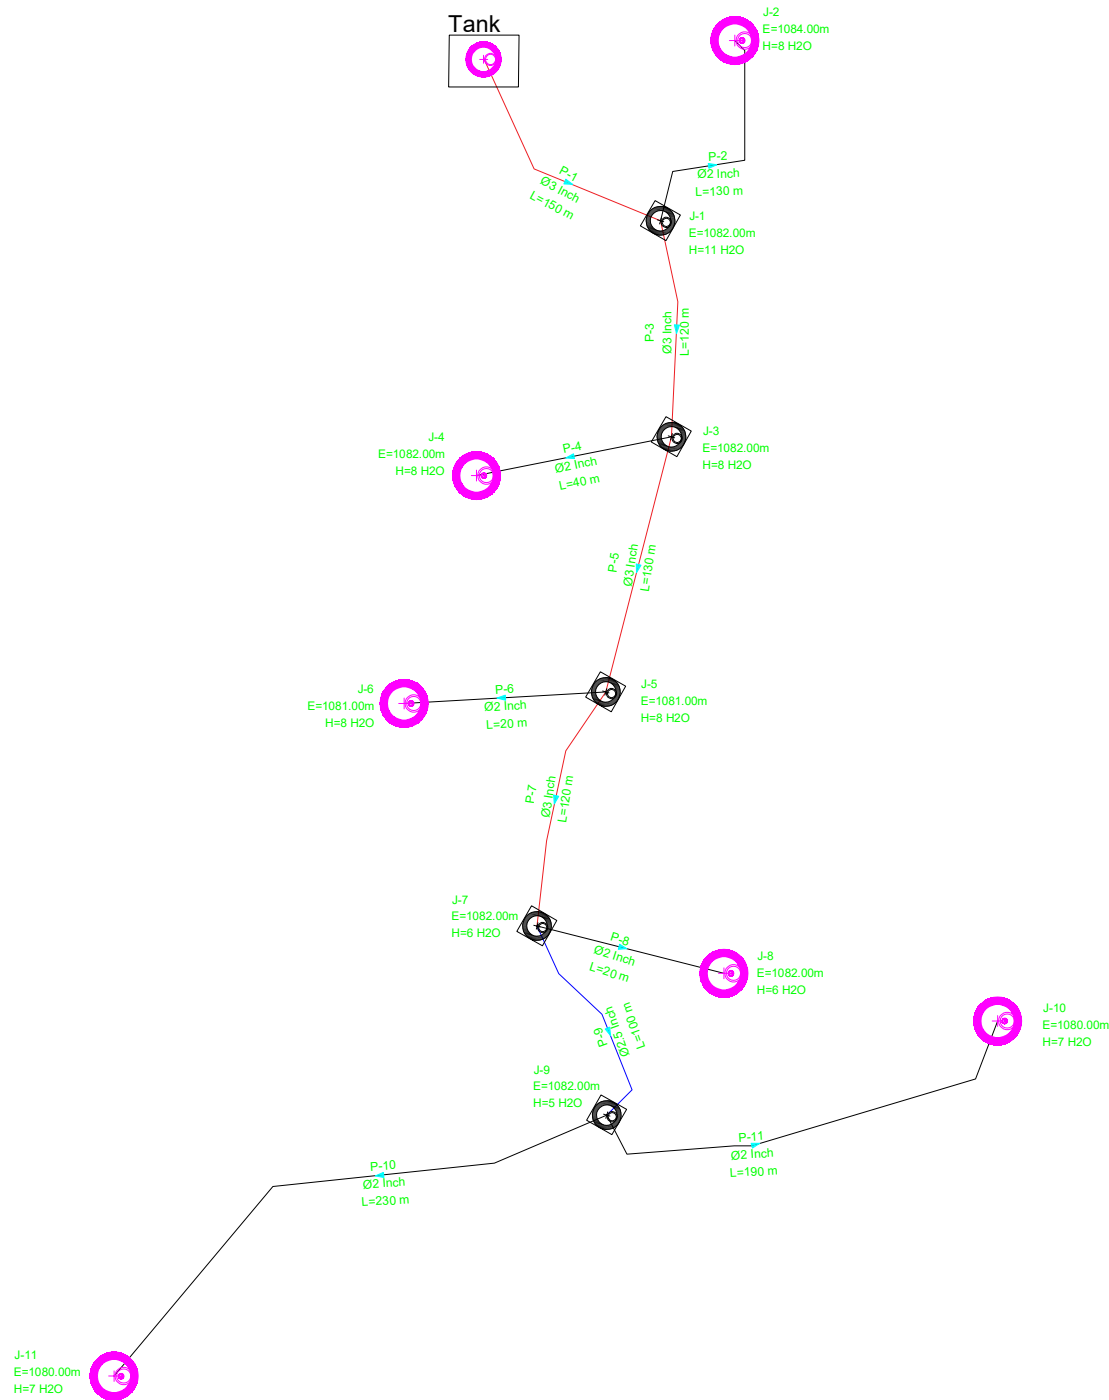 Tank
J-2
E=1084.00m
H=8 H2O
P-2
Ø2 Inch
L=130 m
P-1
Ø3 Inch
L=150 m
J-1
E=1082.00m
H=11 H2O
P-3
Ø3 Inch
L=120 m
J-3
E=1082.00m
H=8 H2O
J-4
E=1082.00m
H=8 H2O
P-4
Ø2 Inch
L=40 m
P-5
Ø3 Inch
L=130 m
J-6
E=1081.00m
H=8 H2O
P-6
Ø2 Inch
L=20 m
J-5
E=1081.00m
H=8 H2O
P-7
Ø3 Inch
L=120 m
J-7
E=1082.00m
H=6 H2O
P-8
Ø2 Inch
L=20 m
J-8
E=1082.00m
H=6 H2O
P-9
Ø2.5 Inch
L=100 m
J-10
E=1080.00m
H=7 H2O
J-9
E=1082.00m
H=5 H2O
P-11
Ø2 Inch
L=190 m
P-10
Ø2 Inch
L=230 m
J-11
E=1080.00m
H=7 H2O